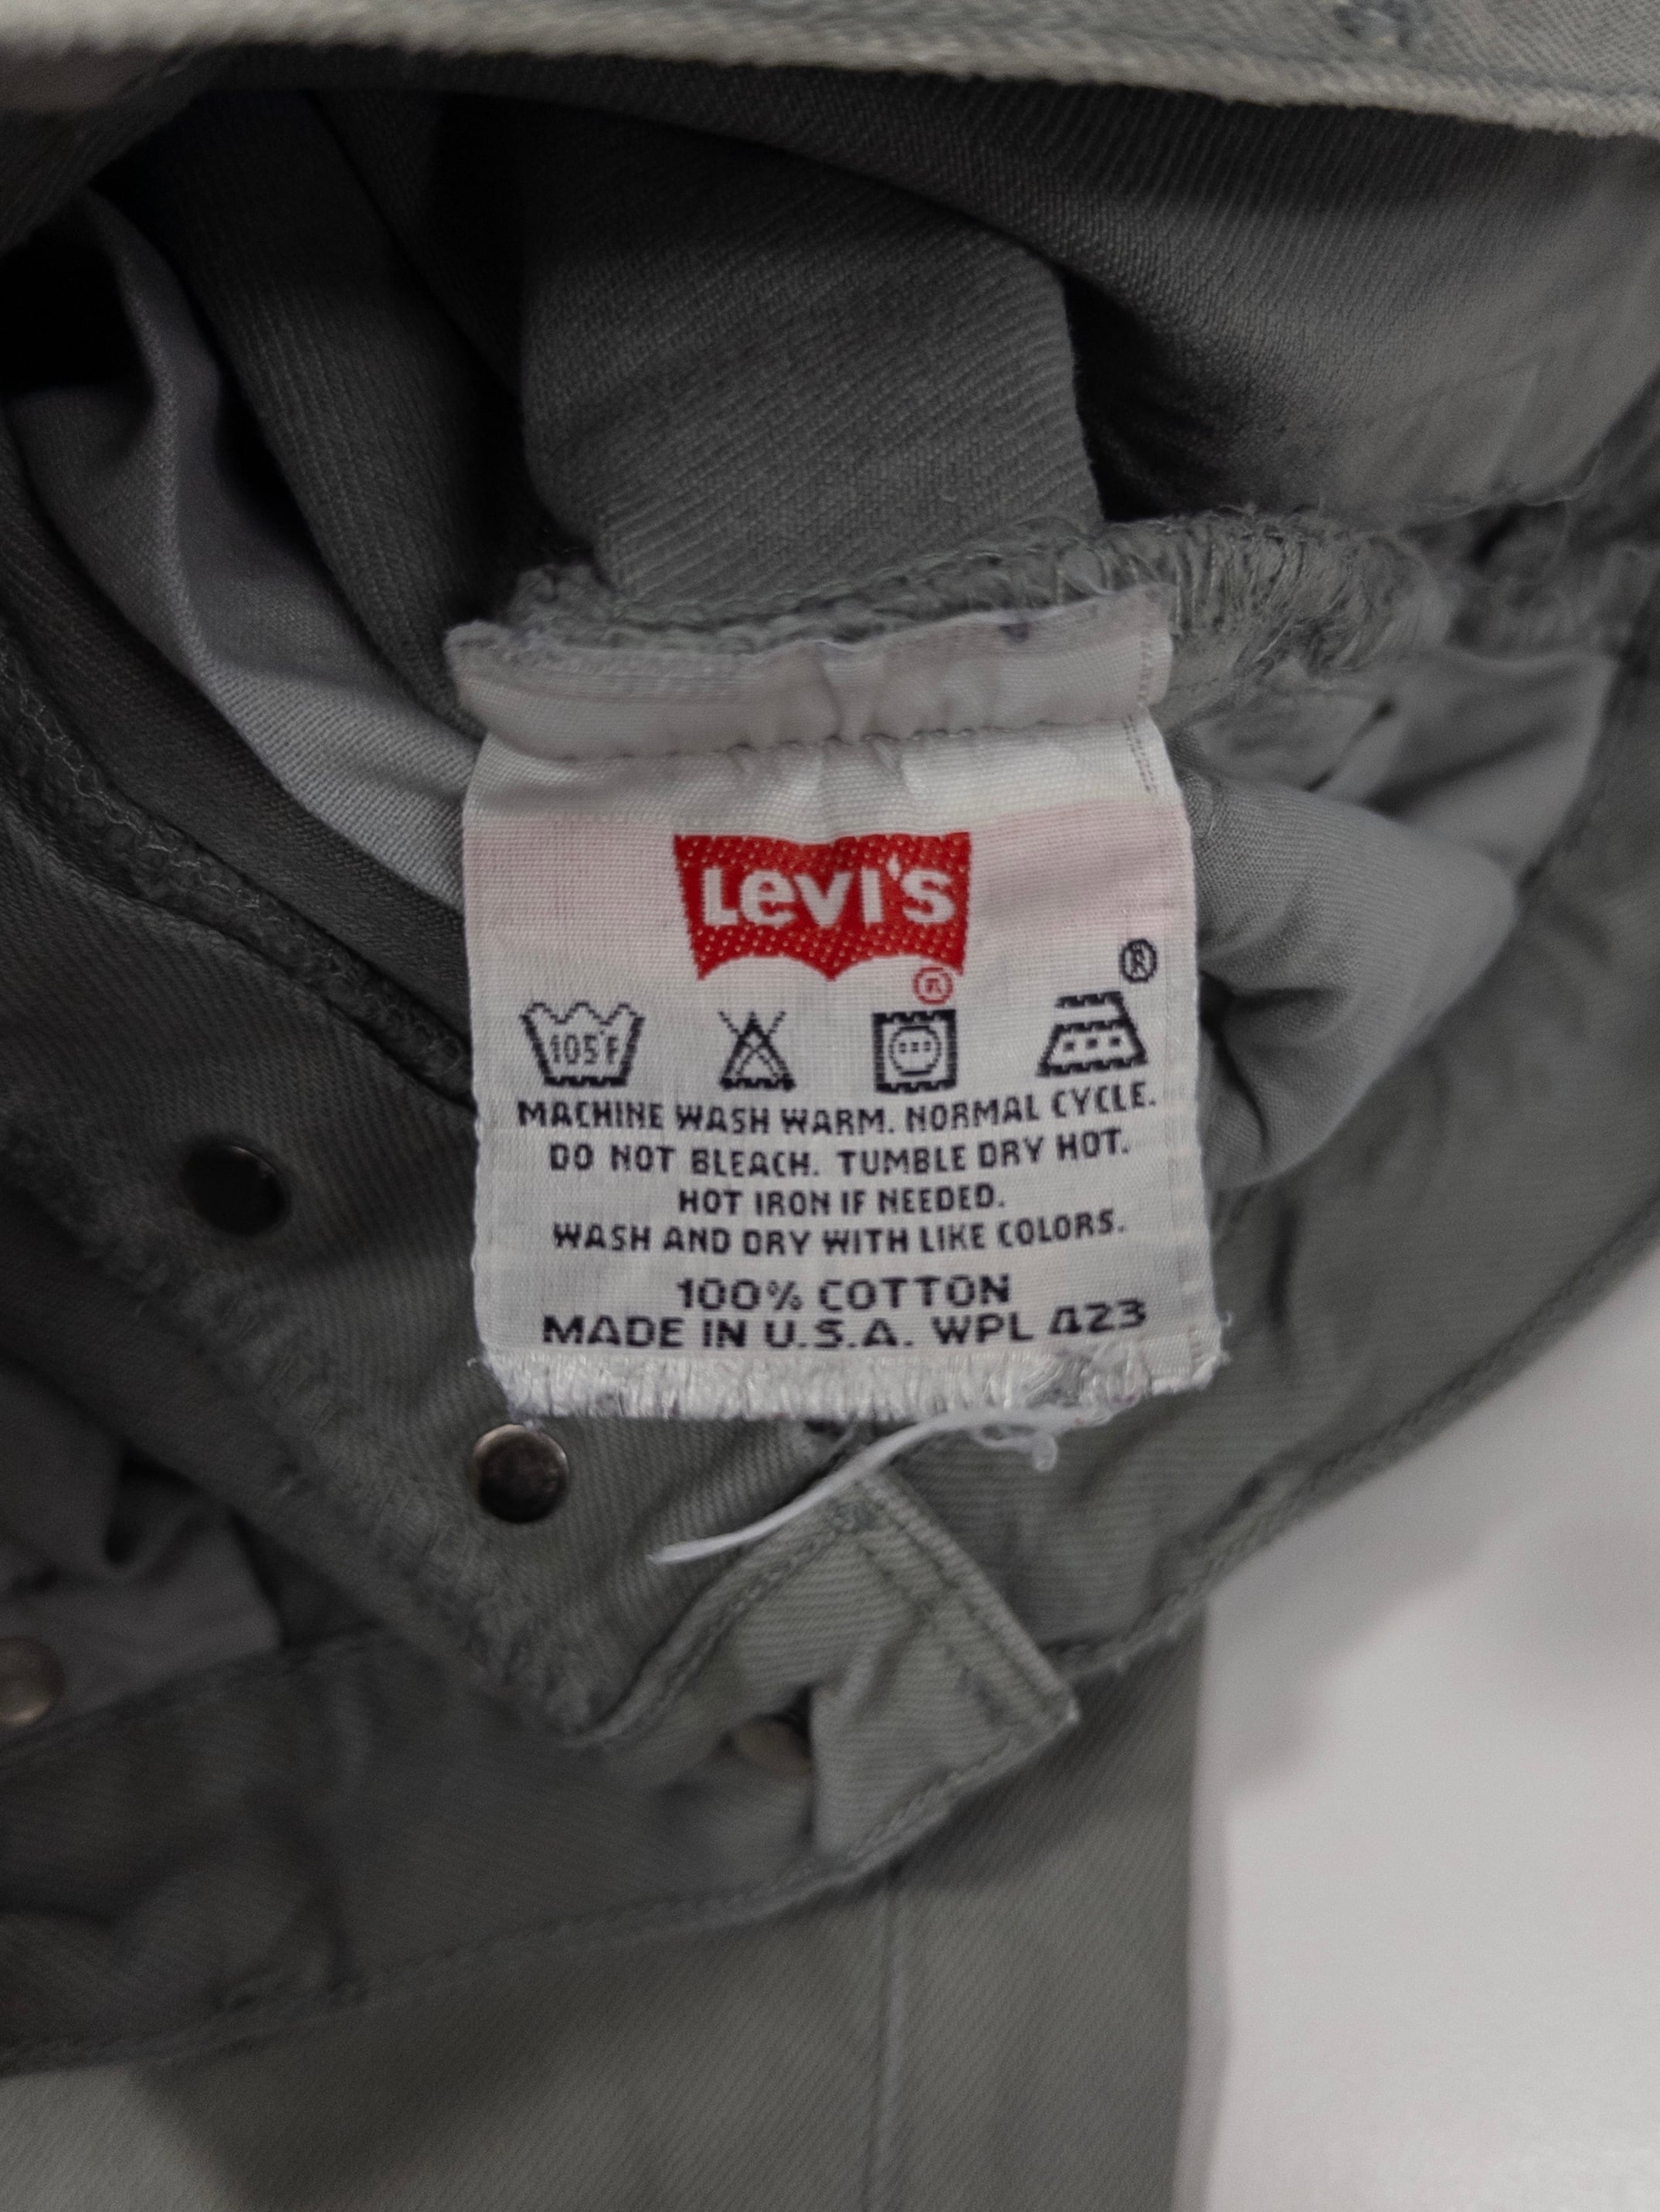 Levi's
®
®
105°F
MACHINE WASH WARM. NORMAL CYCLE.
DO NOT BLEACH. TUMBLE DRY HOT.
HOT IRON IF NEEDED.
WASH AND DRY WITH LIKE COLORS.
100% COTTON
MADE IN U.S.A. WPL 423